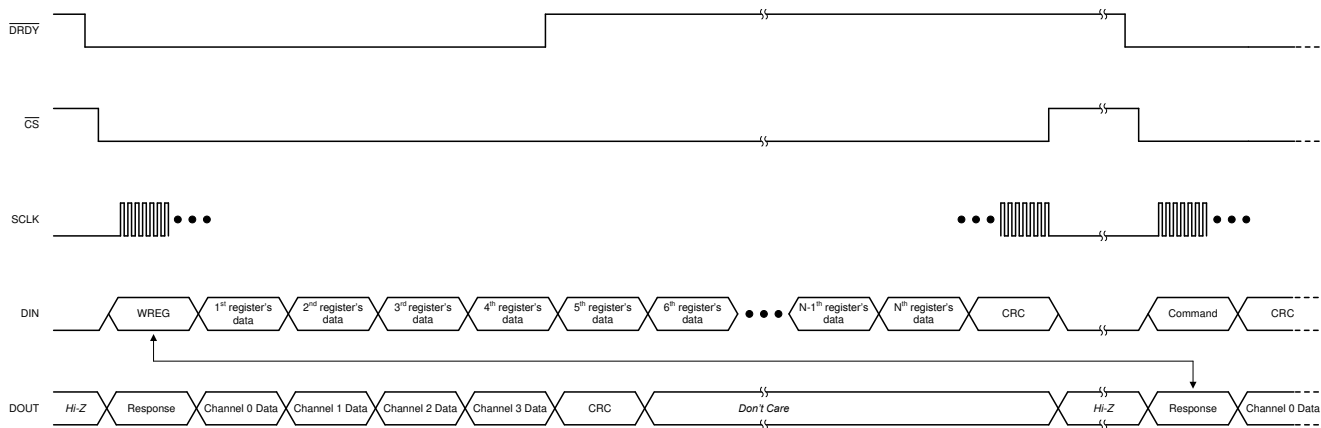 DRDY
CS
SCLK
DIN
WREG
1st register's
data
2nd register's
data
3rd register's
data
4th register's
data
5th register's
data
6th register's
data
N-1th register's
data
Nth register's
data
CRC
Command
CRC
DOUT
Hi-Z
Response
Channel 0 Data
Channel 1 Data
Channel 2 Data
Channel 3 Data
CRC
Don't Care
Hi-Z
Response
Channel 0 Data